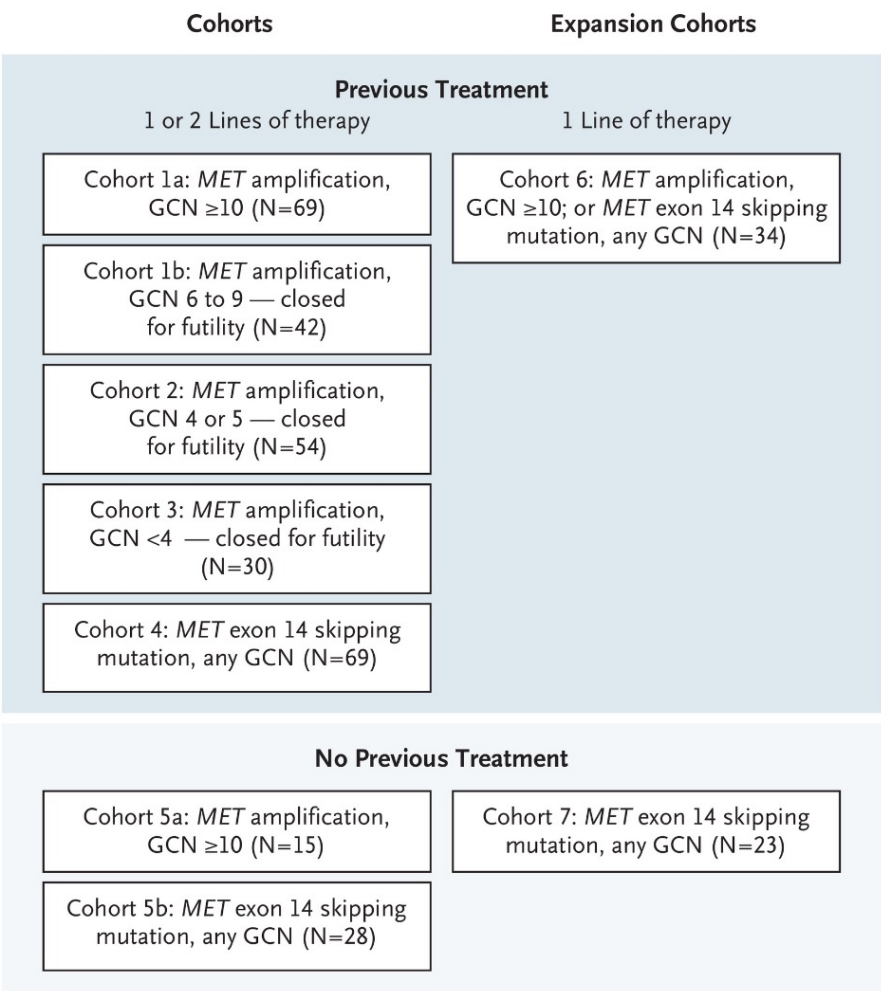 Cohorts
Expansion Cohorts
Previous Treatment
1 or 2 Lines of therapy
1 Line of therapy
Cohort 1a: MET amplification,
GCN ≥10 (N=69)
Cohort 6: MET amplification,
GCN ≥10; or MET exon 14 skipping
mutation, any GCN (N=34)
Cohort 1b: MET amplification,
GCN 6 to 9 — closed
for futility (N=42)
Cohort 2: MET amplification,
GCN 4 or 5 — closed
for futility (N=54)
Cohort 3: MET amplification,
GCN <4 — closed for futility
(N=30)
Cohort 4: MET exon 14 skipping
mutation, any GCN (N=69)
No Previous Treatment
Cohort 5a: MET amplification,
GCN ≥10 (N=15)
Cohort 7: MET exon 14 skipping
mutation, any GCN (N=23)
Cohort 5b: MET exon 14 skipping
mutation, any GCN (N=28)